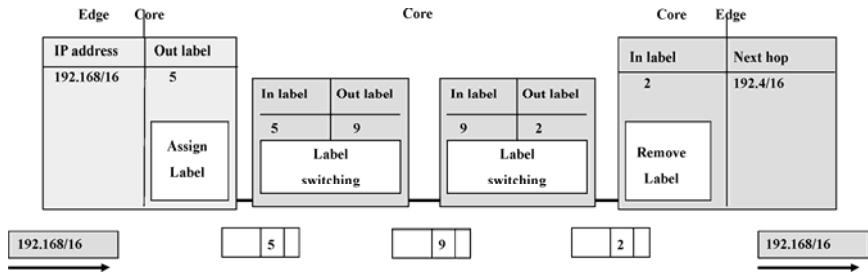 Edge Core Core Core Edge
IP address Out label
192.168/16 5
Assign
Label
In label Out label
5 9
Label
switching
In label Out label
9 2
Label
switching
In label Next hop
2 192.4/16
Remove
Label
192.168/16 5 9 2 192.168/16